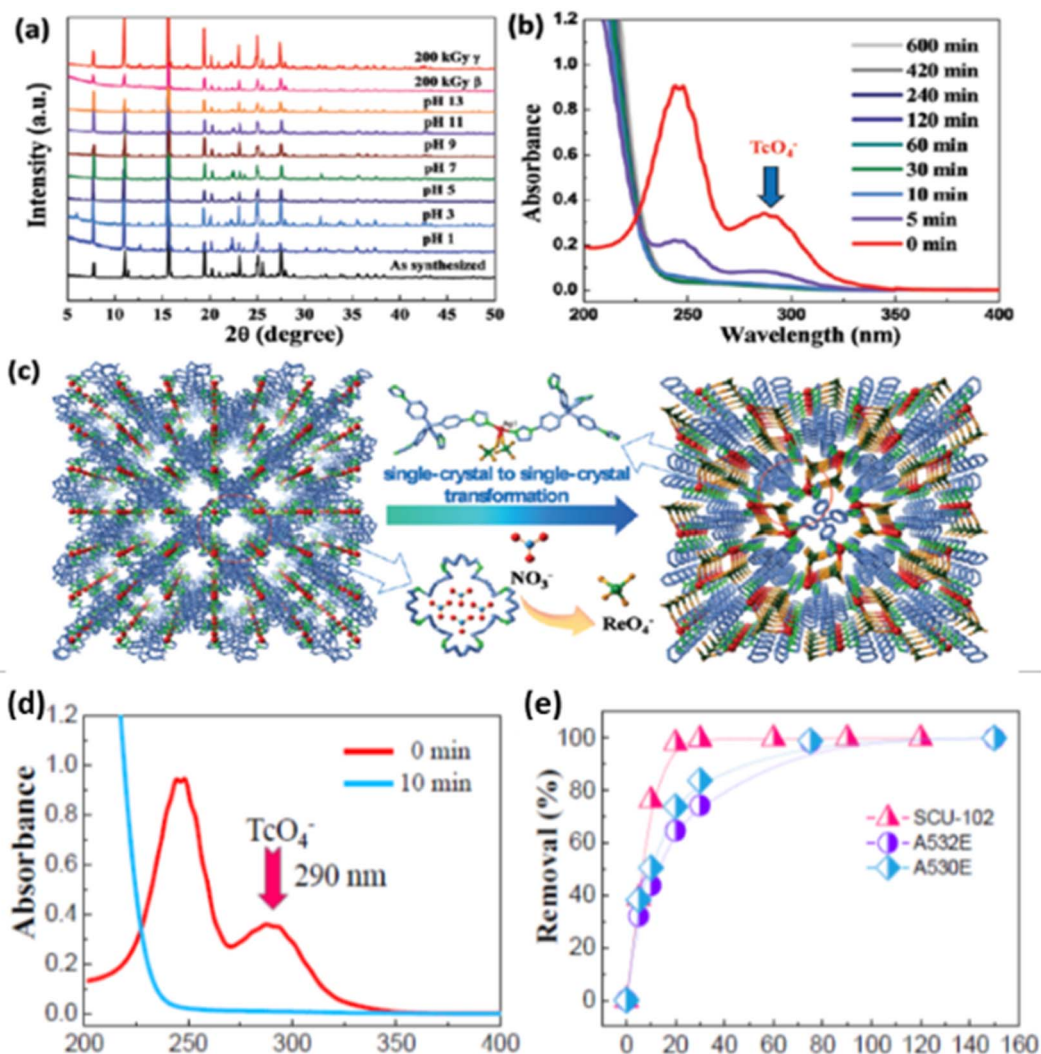 (a)
Intensity (a.u.)
200 kGy γ
200 kGy β
pH 13
pH 11
pH 9
pH 7
pH 5
pH 3
pH 1
As synthesized
5 10 15 20 25 30 35 40 45 50
2θ (degree)
(b)
Absorbance
1.2
1.0
0.8
0.6
0.4
0.2
0.0
TcO₄⁻
600 min
420 min
240 min
120 min
60 min
30 min
10 min
5 min
0 min
200 250 300 350 400
Wavelength (nm)
(c)
single-crystal to single-crystal
transformation
NO₃⁻
ReO₄⁻
(d)
Absorbance
1.2
1.0
0.8
0.6
0.4
0.2
0.0
0 min
10 min
TcO₄⁻
290 nm
200 250 300 350 400
(e)
Removal (%)
100
80
60
40
20
0
SCU-102
A532E
A530E
0 20 40 60 80 100 120 140 160